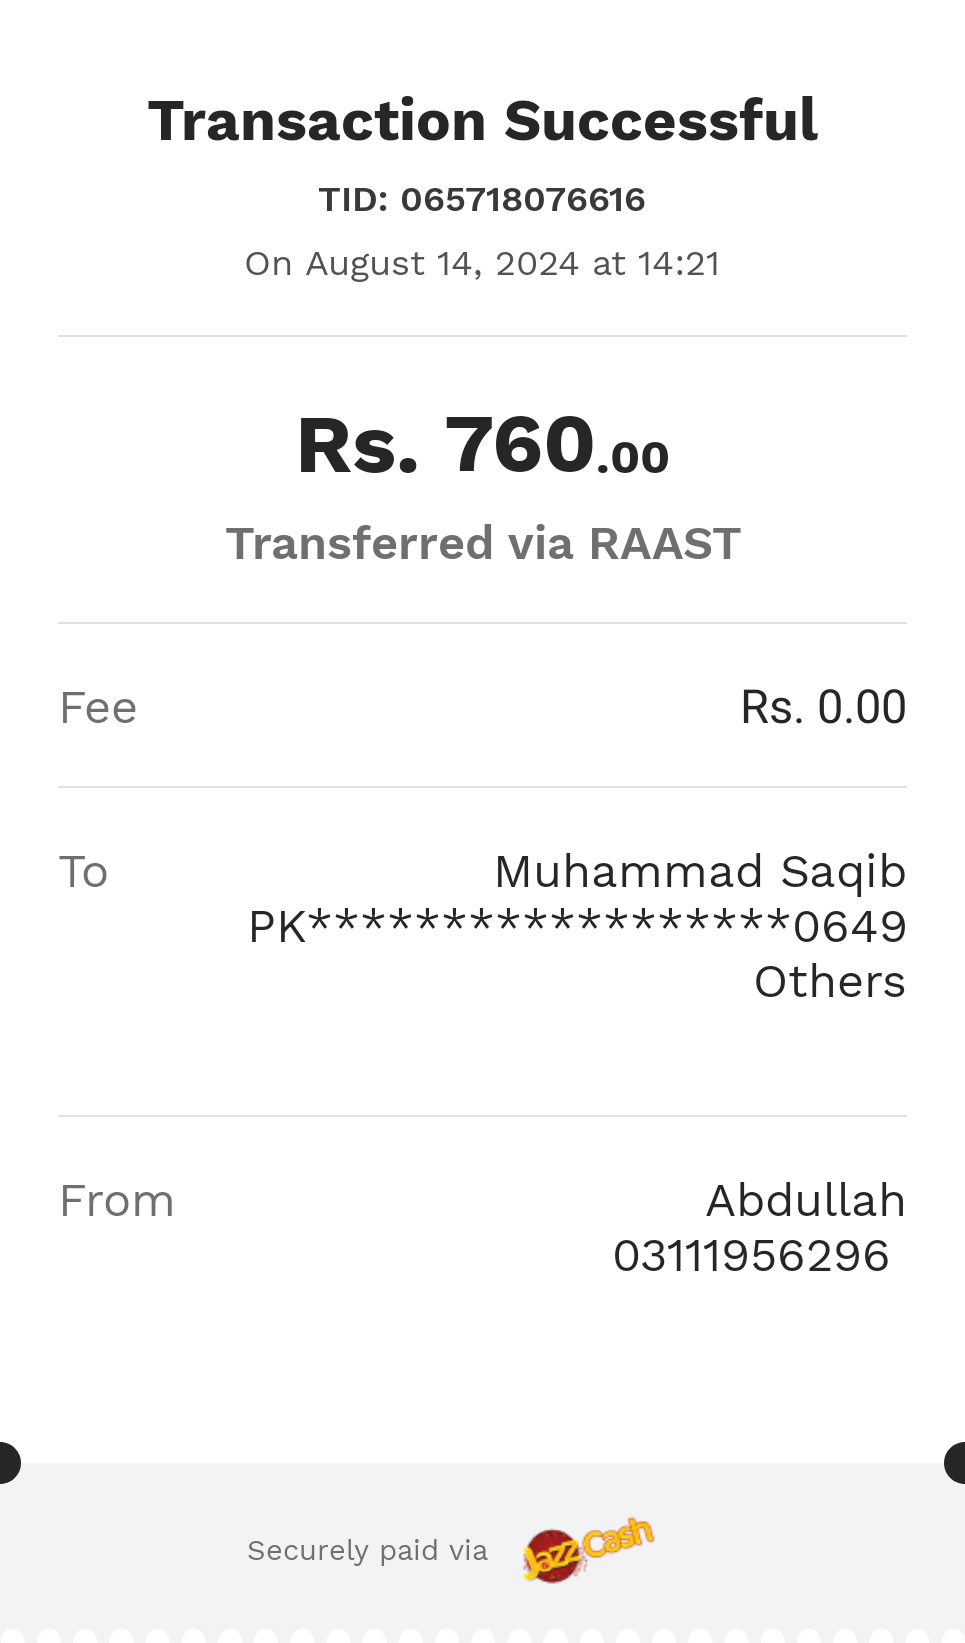 Transaction Successful
TID: 065718076616
On August 14, 2024 at 14:21
Rs. 760.00
Transferred via RAAST
Fee Rs. 0.00
To Muhammad Saqib
PK******************0649
Others
From Abdullah
03111956296
Securely paid via JazzCash